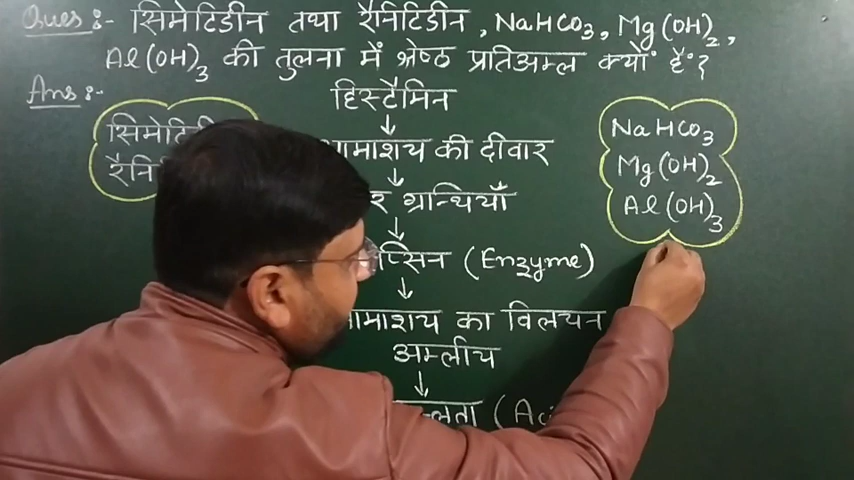 Ques :- सिमेटिडीन तथा रैनिटिडीन, NaHCO3, Mg(OH)2,
Al(OH)3 की तुलना में श्रेष्ठ प्रतिअम्ल क्यों हैं?
Ans :-
हिस्टैमिन
की दीवार
ग्रन्थियाँ
(Enzyme)
का विलयन
अम्लीय
NaHCO3
Mg(OH)2
Al(OH)3